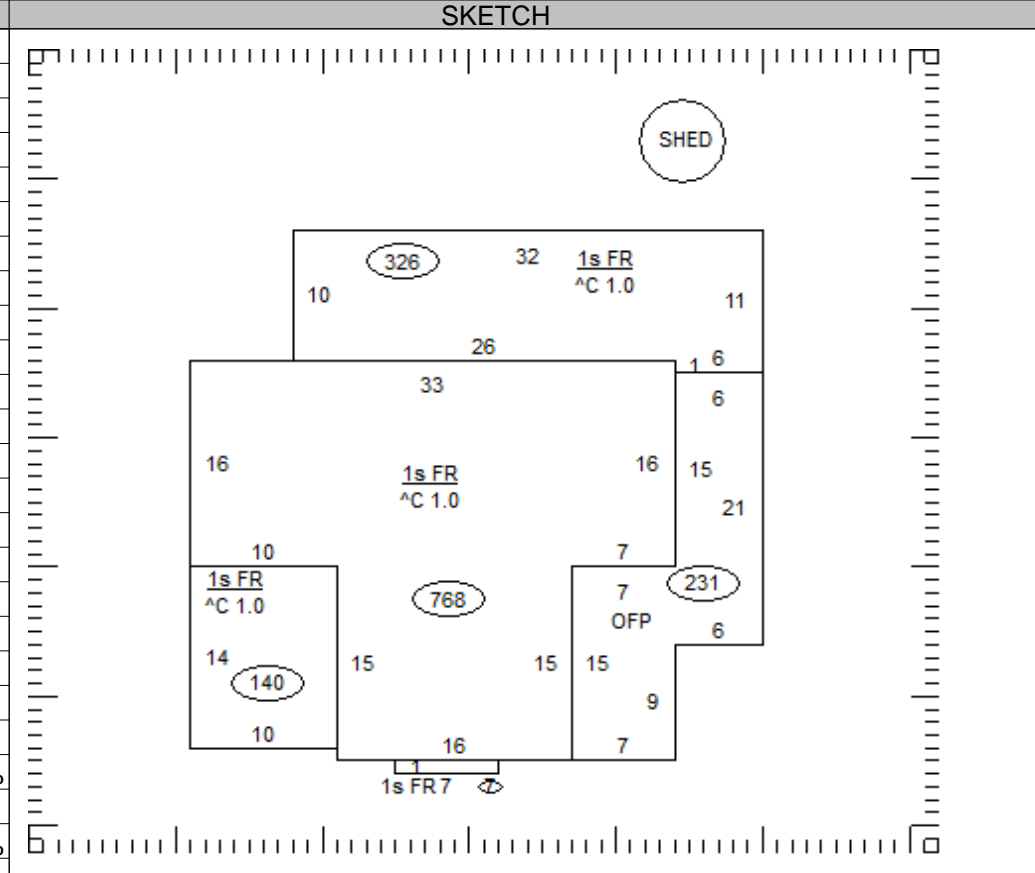 SKETCH
SHED
326 32 1s FR
^C 1.0
10 11
26
1 6
33
6
16 1s FR 16 15
^C 1.0
21
10 7
1s FR
^C 1.0
768 7 231
OFP
6
14 15 15 15
140
9
10 16 7
1
1s FR 7 7